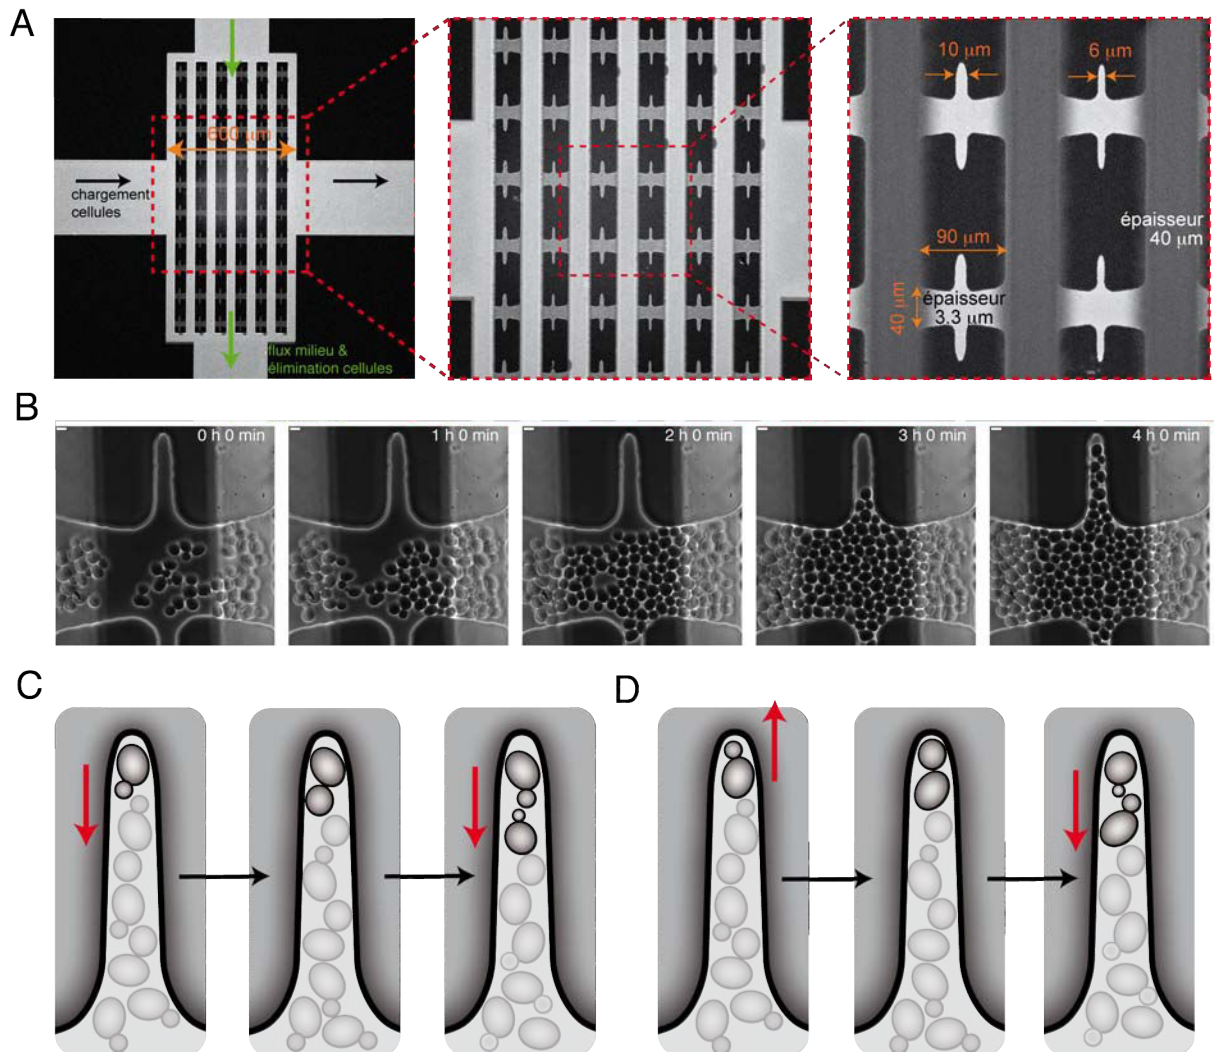 A
600 µm
chargement
cellules
flux milieu &
élimination cellules
10 µm
6 µm
épaisseur
40 µm
90 µm
40 µm
épaisseur
3.3 µm
B
0 h 0 min
1 h 0 min
2 h 0 min
3 h 0 min
4 h 0 min
C
D